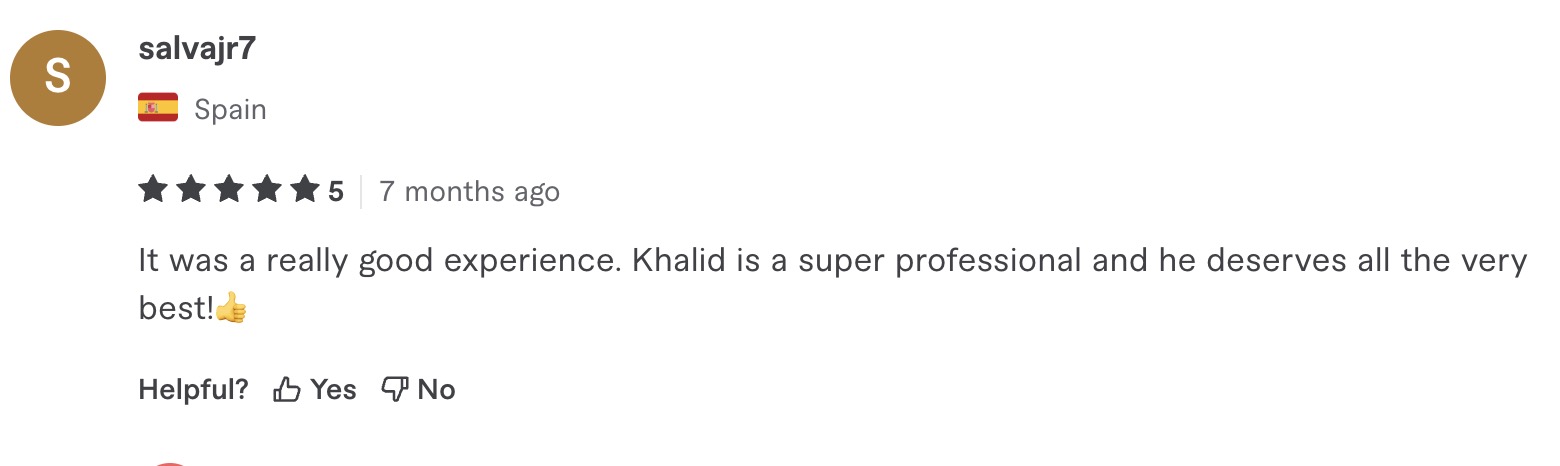 S
salvajr7
Spain
5 7 months ago
It was a really good experience. Khalid is a super professional and he deserves all the very
best!👍
Helpful? Yes No